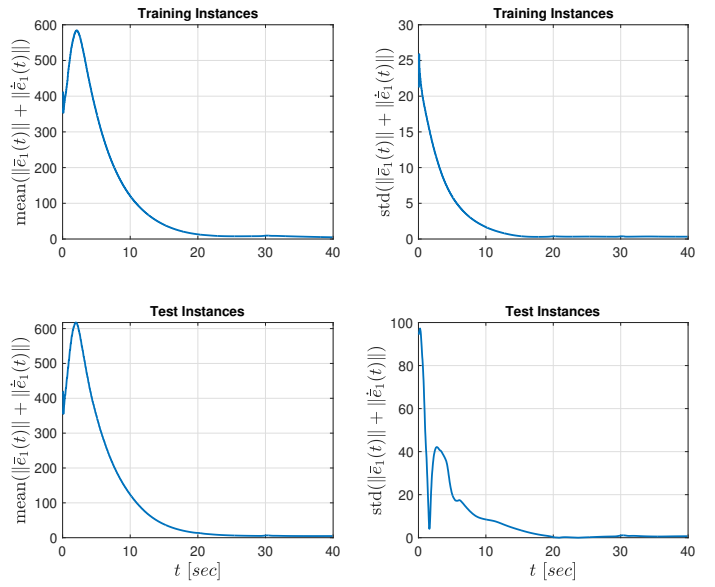 Training Instances
mean(‖ē₁(t)‖ + ‖ē̇₁(t)‖)
600
500
400
300
200
100
0
0 10 20 30 40
Training Instances
std(‖ē₁(t)‖ + ‖ē̇₁(t)‖)
30
25
20
15
10
5
0
0 10 20 30 40
Test Instances
mean(‖ē₁(t)‖ + ‖ē̇₁(t)‖)
600
500
400
300
200
100
0
0 10 20 30 40
t [sec]
Test Instances
std(‖ē₁(t)‖ + ‖ē̇₁(t)‖)
100
80
60
40
20
0
0 10 20 30 40
t [sec]